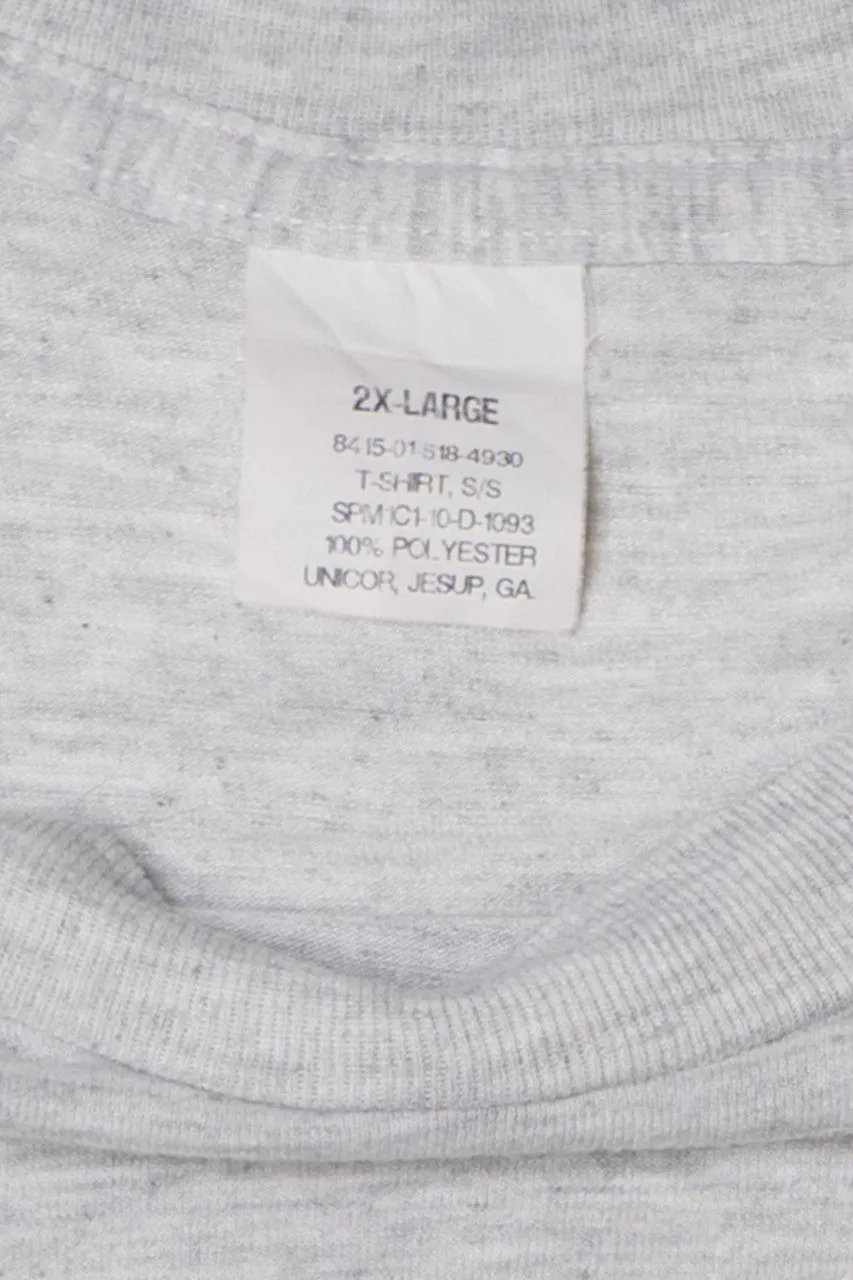 2X-LARGE
8415-01-518-4930
T-SHIRT, S/S
SPM1C1-10-D-1093
100% POLYESTER
UNICOR, JESUP, GA.